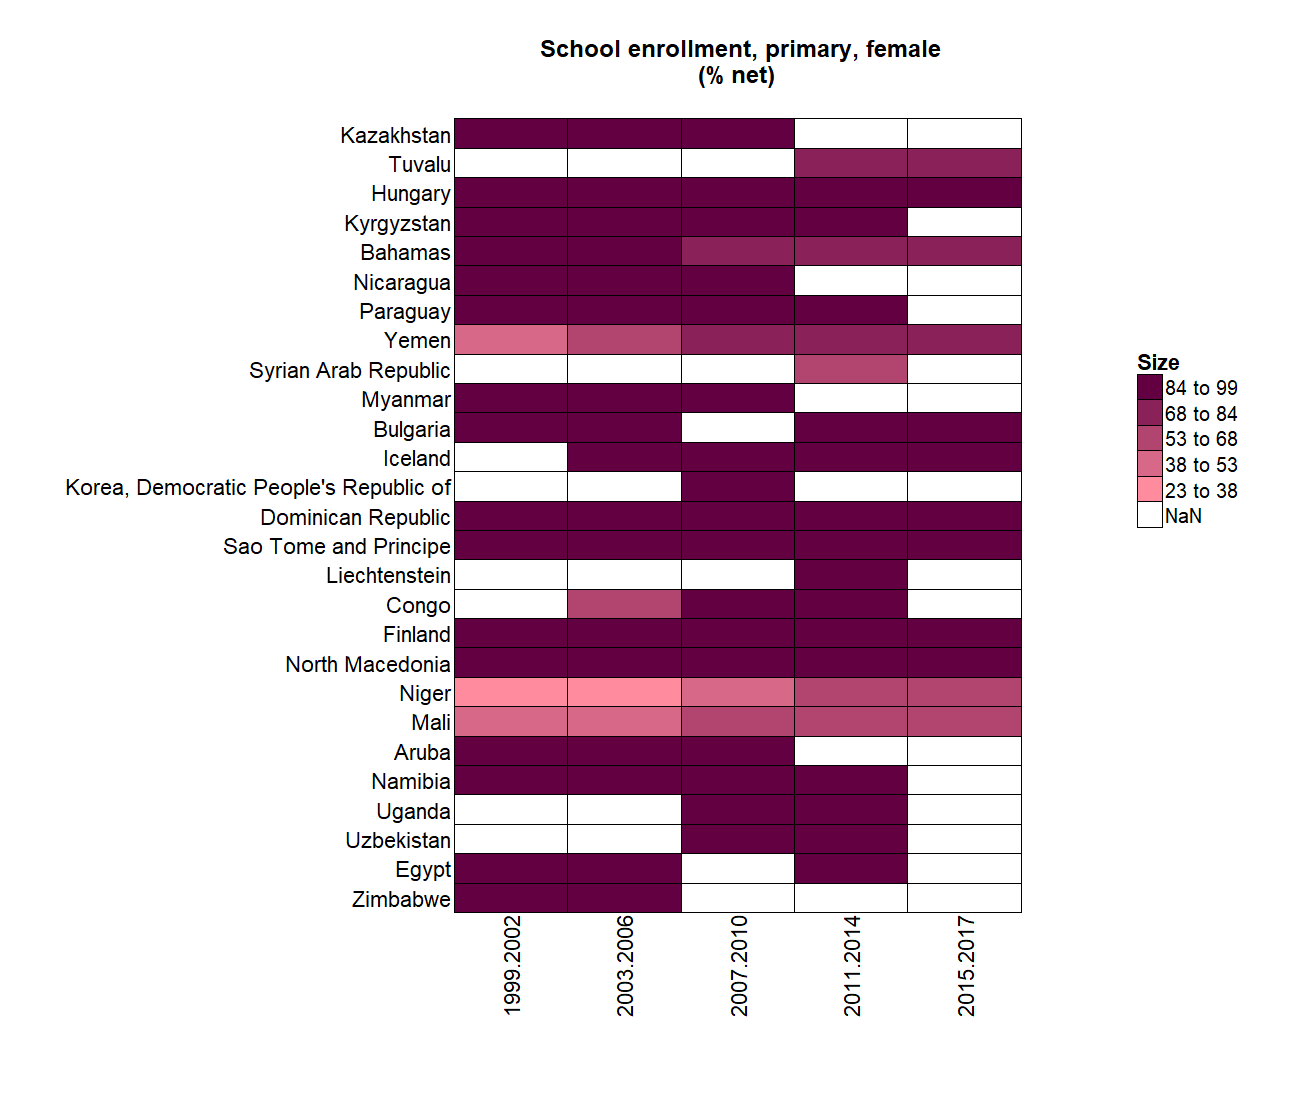 School enrollment, primary, female
(% net)
Kazakhstan
Tuvalu
Hungary
Kyrgyzstan
Bahamas
Nicaragua
Paraguay
Yemen
Syrian Arab Republic
Myanmar
Bulgaria
Iceland
Korea, Democratic People's Republic of
Dominican Republic
Sao Tome and Principe
Liechtenstein
Congo
Finland
North Macedonia
Niger
Mali
Aruba
Namibia
Uganda
Uzbekistan
Egypt
Zimbabwe
1999.2002
2003.2006
2007.2010
2011.2014
2015.2017
Size
84 to 99
68 to 84
53 to 68
38 to 53
23 to 38
NaN